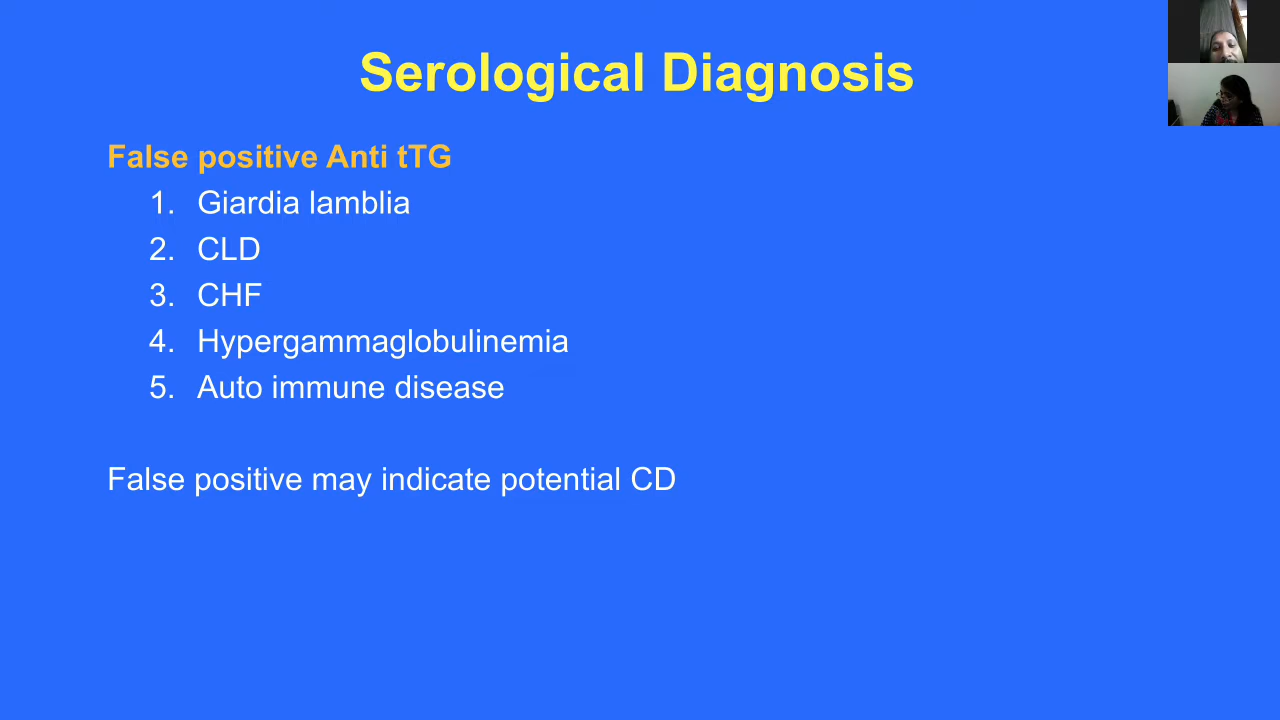 Serological Diagnosis
False positive Anti tTG
1. Giardia lamblia
2. CLD
3. CHF
4. Hypergammaglobulinemia
5. Auto immune disease
False positive may indicate potential CD